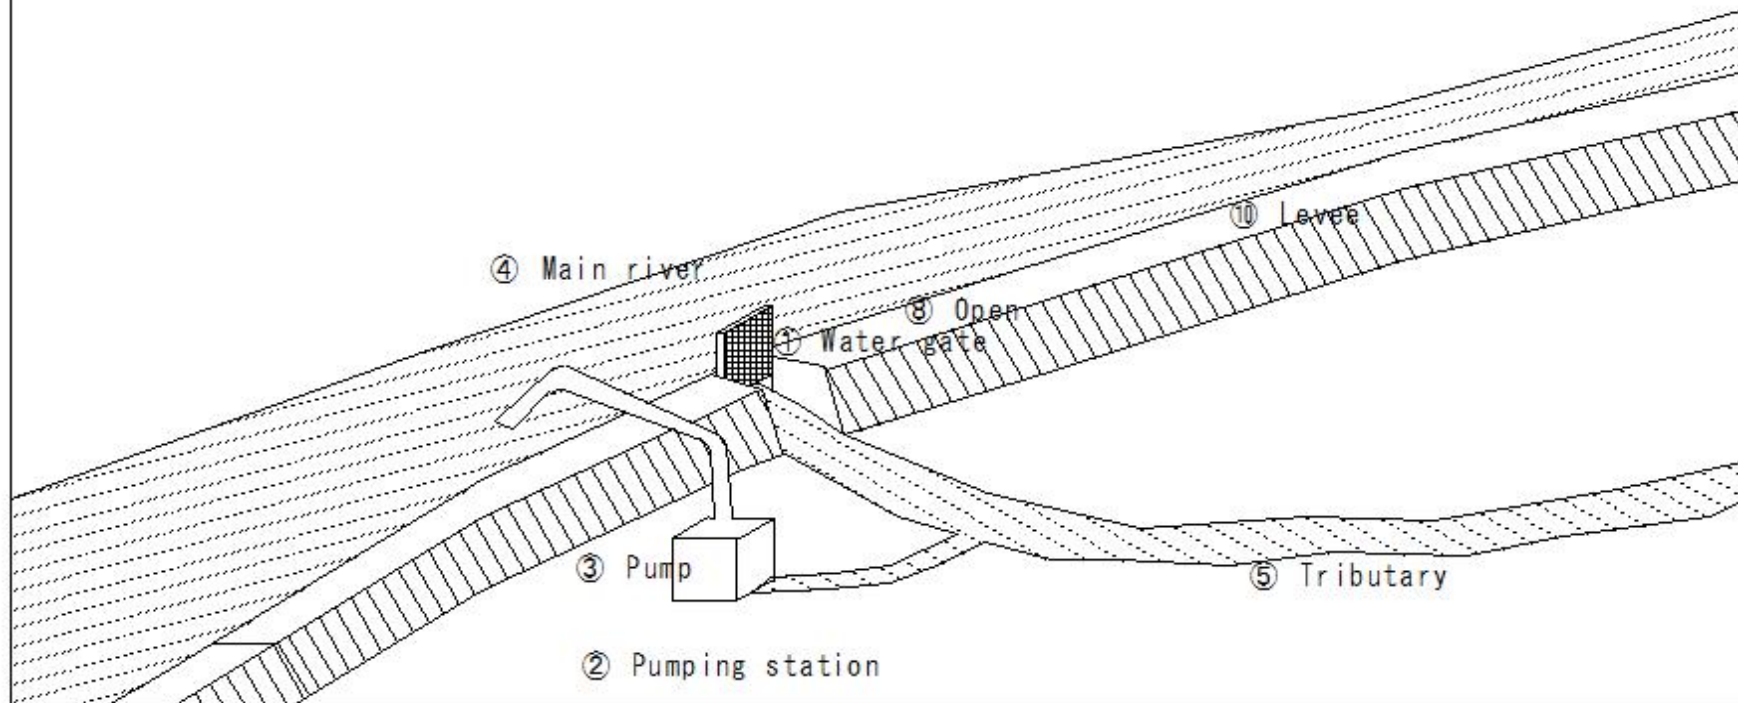 ⑩ Levee
④ Main river
⑧ Open
① Water gate
③ Pump
⑤ Tributary
② Pumping station